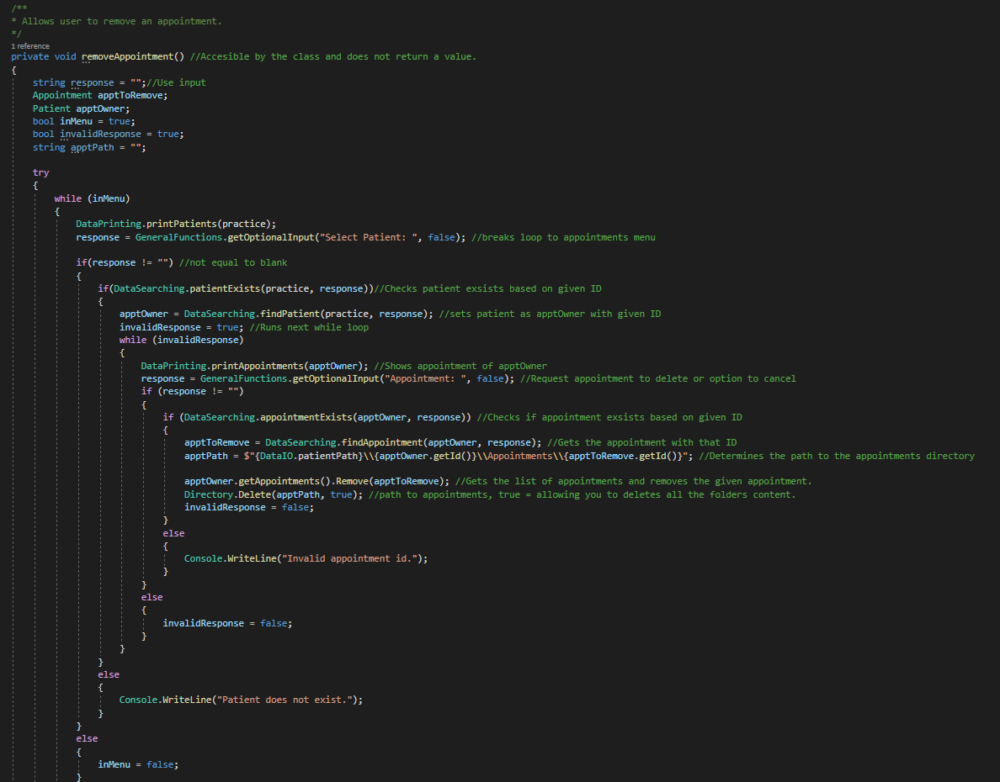 /**
* Allows user to remove an appointment.
*/
1 reference
private void removeAppointment() //Accesible by the class and does not return a value.
{
string response = "";//Use input
Appointment apptToRemove;
Patient apptOwner;
bool inMenu = true;
bool invalidResponse = true;
string apptPath = "";
try
{
while (inMenu)
{
DataPrinting.printPatients(practice);
response = GeneralFunctions.getOptionalInput("Select Patient: ", false); //breaks loop to appointments menu
if(response != "") //not equal to blank
{
if(DataSearching.patientExists(practice, response))//Checks patient exsists based on given ID
{
apptOwner = DataSearching.findPatient(practice, response); //sets patient as apptOwner with given ID
invalidResponse = true; //Runs next while loop
while (invalidResponse)
{
DataPrinting.printAppointments(apptOwner); //Shows appointment of apptOwner
response = GeneralFunctions.getOptionalInput("Appointment: ", false); //Request appointment to delete or option to cancel
if (response != "")
{
if (DataSearching.appointmentExists(apptOwner, response)) //Checks if appointment exsists based on given ID
{
apptToRemove = DataSearching.findAppointment(apptOwner, response); //Gets the appointment with that ID
apptPath = $"{DataIO.patientPath}\\{apptOwner.getId()}\\Appointments\\{apptToRemove.getId()}"; //Determines the path to the appointments directory
apptOwner.getAppointments().Remove(apptToRemove); //Gets the list of appointments and removes the given appointment.
Directory.Delete(apptPath, true); //path to appointments, true = allowing you to deletes all the folders content.
invalidResponse = false;
}
else
{
Console.WriteLine("Invalid appointment id.");
}
}
else
{
invalidResponse = false;
}
}
}
else
{
Console.WriteLine("Patient does not exist.");
}
}
else
{
inMenu = false;
}